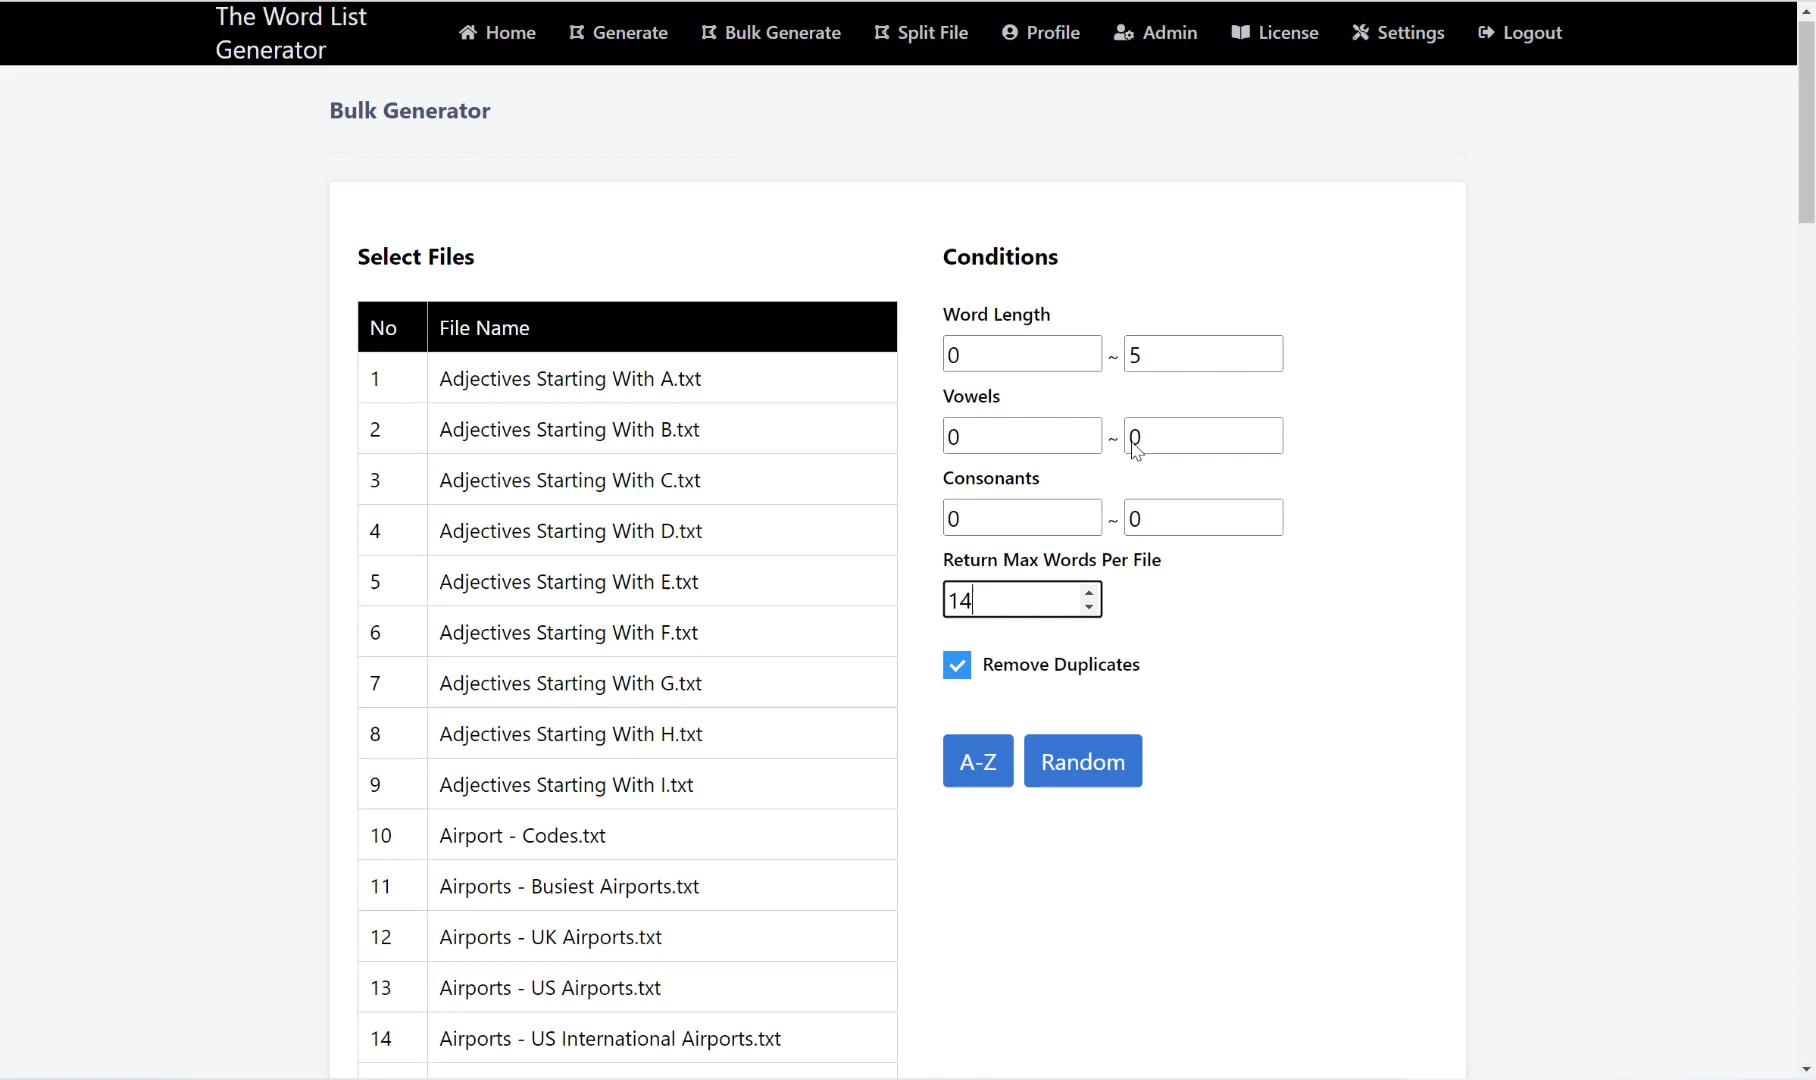 The Word List
Generator
Home
Generate
Bulk Generate
Split File
Profile
Admin
License
Settings
Logout
Bulk Generator
Select Files
No File Name
1 Adjectives Starting With A.txt
2 Adjectives Starting With B.txt
3 Adjectives Starting With C.txt
4 Adjectives Starting With D.txt
5 Adjectives Starting With E.txt
6 Adjectives Starting With F.txt
7 Adjectives Starting With G.txt
8 Adjectives Starting With H.txt
9 Adjectives Starting With I.txt
10 Airport - Codes.txt
11 Airports - Busiest Airports.txt
12 Airports - UK Airports.txt
13 Airports - US Airports.txt
14 Airports - US International Airports.txt
Conditions
Word Length
0 ~ 5
Vowels
0 ~ 0
Consonants
0 ~ 0
Return Max Words Per File
14
Remove Duplicates
A-Z
Random